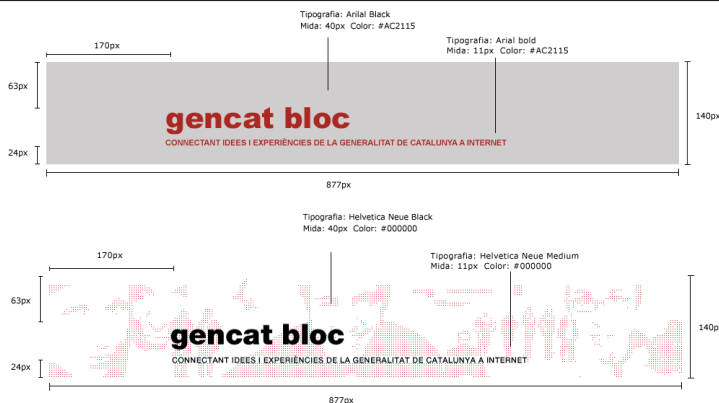 Tipografia: Arilal Black
Mida: 40px Color: #AC2115
Tipografia: Arial bold
Mida: 11px Color: #AC2115
170px
63px
gencat bloc
CONNECTANT IDEES I EXPERIÈNCIES DE LA GENERALITAT DE CATALUNYA A INTERNET
24px
140px
877px
Tipografia: Helvetica Neue Black
Mida: 40px Color: #000000
Tipografia: Helvetica Neue Medium
Mida: 11px Color: #000000
170px
63px
gencat bloc
CONNECTANT IDEES I EXPERIÈNCIES DE LA GENERALITAT DE CATALUNYA A INTERNET
24px
140p
877px